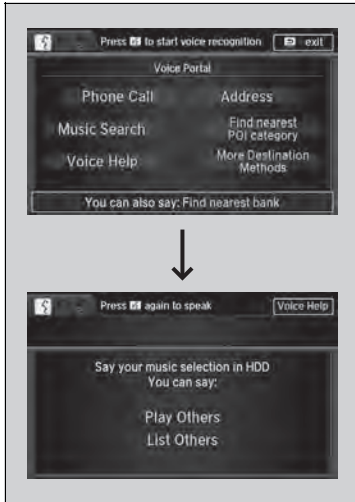 Press to start voice recognition
exit
Voice Portal
Phone Call
Address
Music Search
Find nearest
POI category
Voice Help
More Destination
Methods
You can also say: Find nearest bank
Press again to speak
Voice Help
Say your music selection in HDD
You can say:
Play Others
List Others